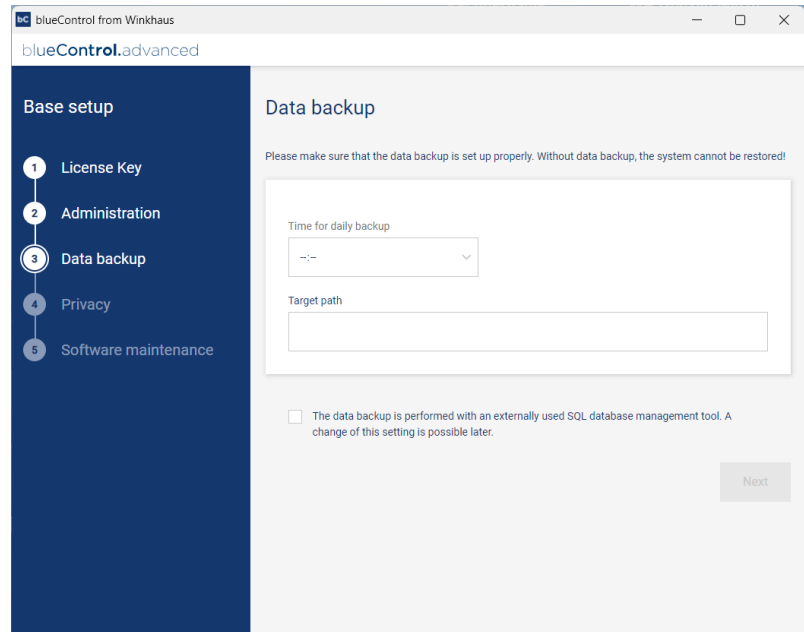 bC blueControl from Winkhaus
blueControl.advanced
Base setup
1 License Key
2 Administration
3 Data backup
4 Privacy
5 Software maintenance
Data backup
Please make sure that the data backup is set up properly. Without data backup, the system cannot be restored!
Time for daily backup
--:--
Target path
The data backup is performed with an externally used SQL database management tool. A
change of this setting is possible later.
Next